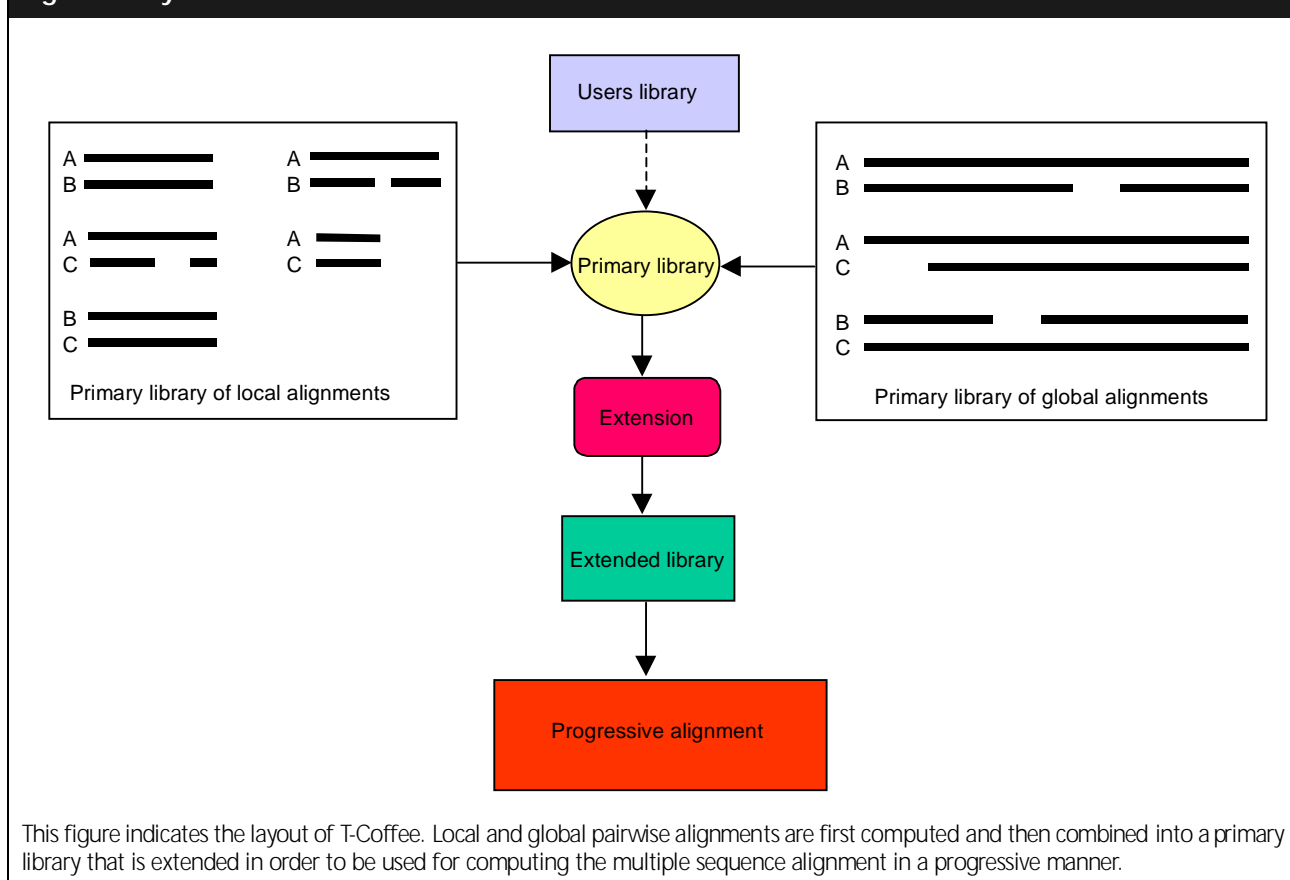 Users library
A
B
A
B
A
C
A
C
B
C
Primary library of local alignments
Primary library
A
B
A
C
B
C
Primary library of global alignments
Extension
Extended library
Progressive alignment
This figure indicates the layout of T-Coffee. Local and global pairwise alignments are first computed and then combined into a primary
library that is extended in order to be used for computing the multiple sequence alignment in a progressive manner.